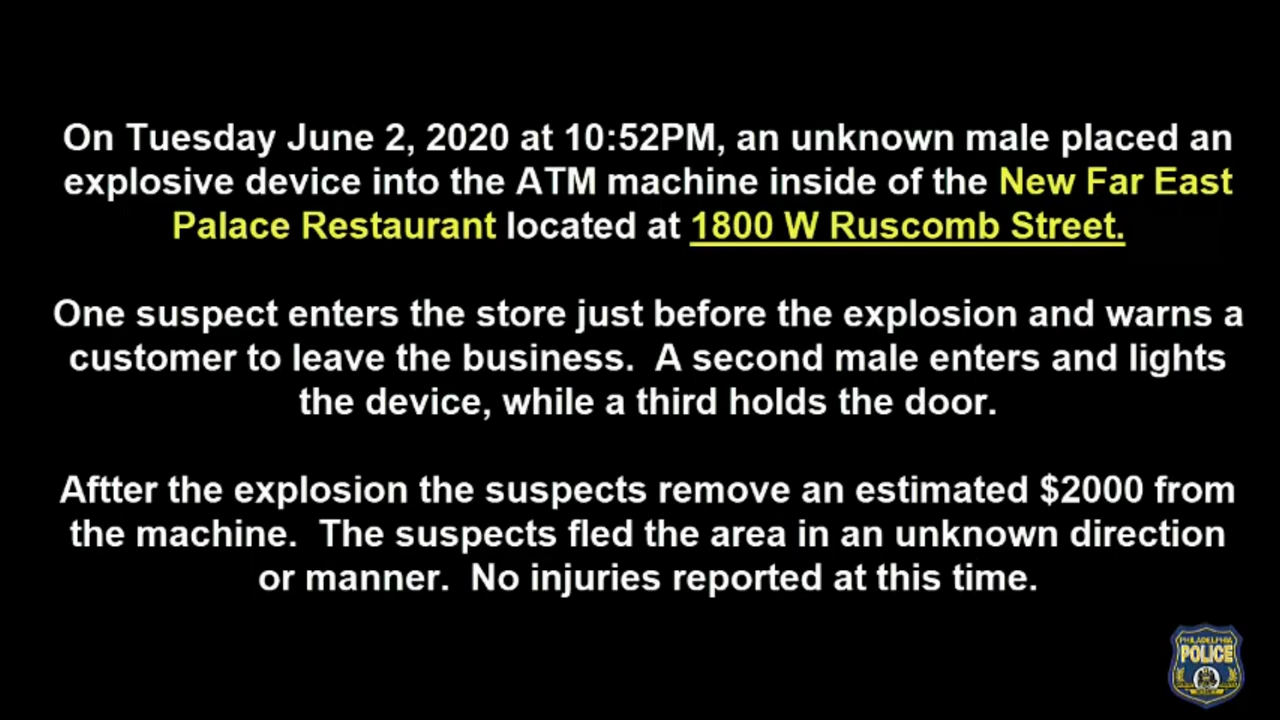 On Tuesday June 2, 2020 at 10:52PM, an unknown male placed an
explosive device into the ATM machine inside of the New Far East
Palace Restaurant located at 1800 W Ruscomb Street.
One suspect enters the store just before the explosion and warns a
customer to leave the business. A second male enters and lights
the device, while a third holds the door.
Aftter the explosion the suspects remove an estimated $2000 from
the machine. The suspects fled the area in an unknown direction
or manner. No injuries reported at this time.
PHILADELPHIA
POLICE